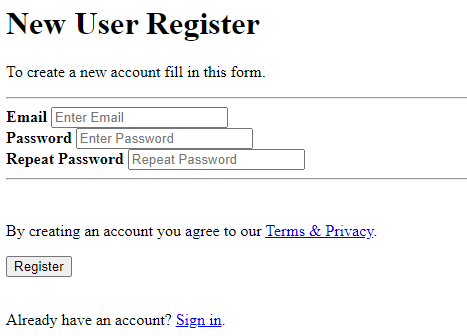 New User Register
To create a new account fill in this form.
Email Enter Email
Password Enter Password
Repeat Password Repeat Password
By creating an account you agree to our Terms & Privacy.
Register
Already have an account? Sign in.